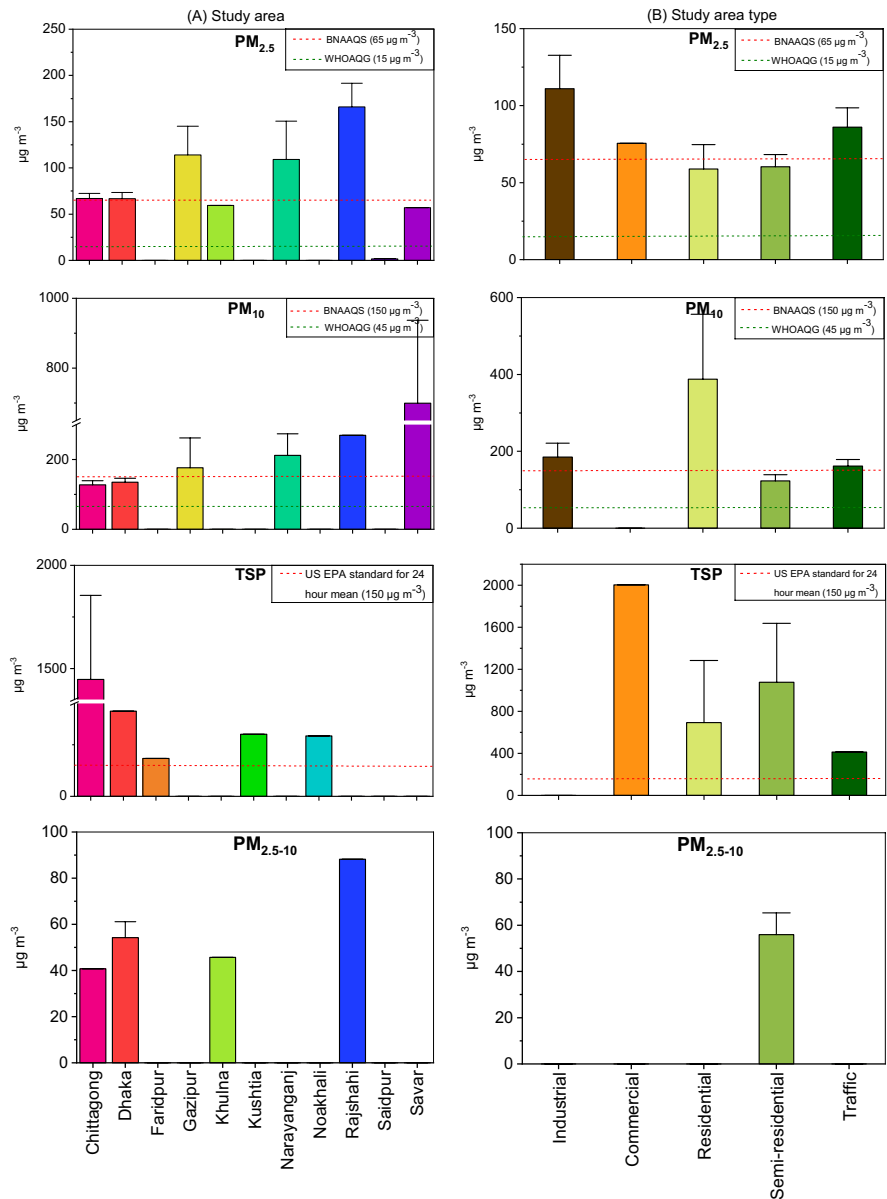 (A) Study area
(B) Study area type
PM2.5
BNAAQS (65 µg m-3)
WHOAQG (15 µg m-3)
250
200
150
100
50
0
µg m-3
PM2.5
BNAAQS (65 µg m-3)
WHOAQG (15 µg m-3)
150
100
50
0
µg m-3
PM10
BNAAQS (150 µg m-3)
WHOAQG (45 µg m-3)
1000
800
200
0
µg m-3
PM10
BNAAQS (150 µg m-3)
WHOAQG (45 µg m-3)
600
400
200
0
µg m-3
TSP
US EPA standard for 24
hour mean (150 µg m-3)
2000
1500
0
µg m-3
TSP
US EPA standard for 24
hour mean (150 µg m-3)
2000
1600
1200
800
400
0
µg m-3
PM2.5-10
100
80
60
40
20
0
µg m-3
PM2.5-10
100
80
60
40
20
0
µg m-3
Chittagong
Dhaka
Faridpur
Gazipur
Khulna
Kushtia
Narayanganj
Noakhali
Rajshahi
Saidpur
Savar
Industrial
Commercial
Residential
Semi-residential
Traffic